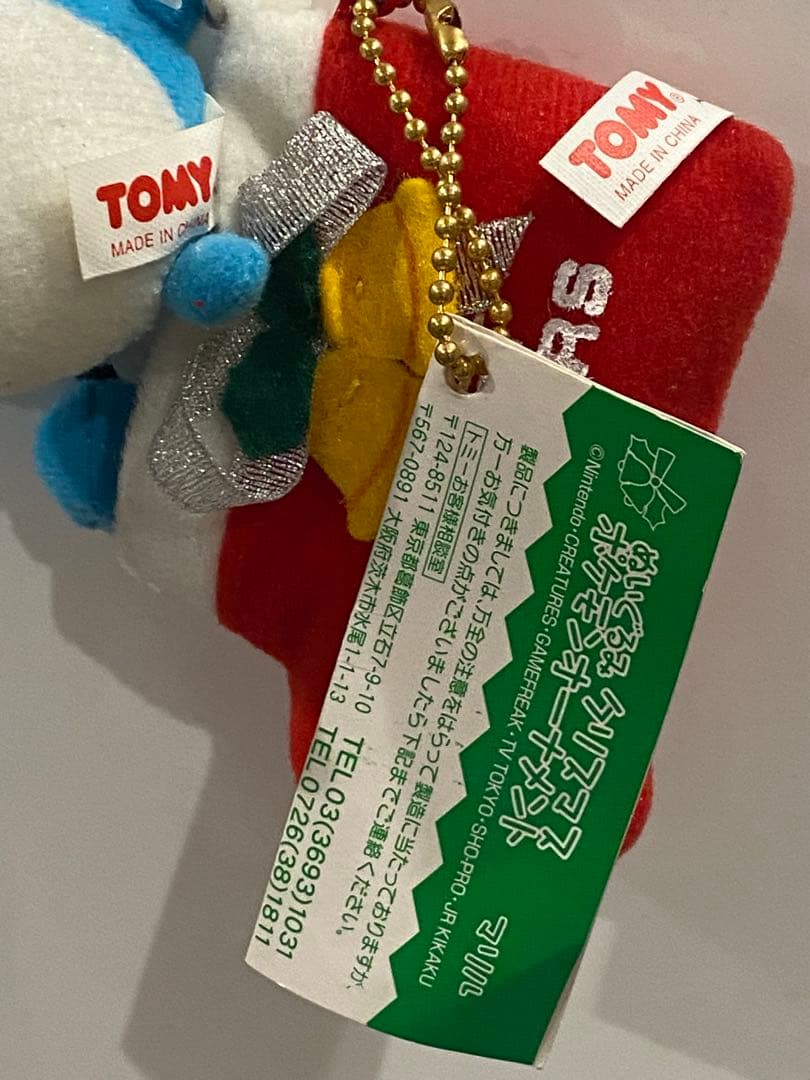 TOMY
MADE IN CHINA
TOMY®
MADE IN CHINA
RS
ぬいぐるみ クリスマス
ポケモンオーナメント
マリル
©Nintendo・CREATURES・GAMEFREAK・TV TOKYO・SHO-PRO・JR KIKAKU
製品につきましては、万全の注意をはらって製造に当たっておりますが、
万一お気付きの点がございましたら下記までご連絡ください。
トミーお客様相談室
〒124-8511 東京都葛飾区立石7-9-10 TEL 03(3693)1031
〒567-0891 大阪府茨木市水尾1-1-13 TEL 0726(38)1811